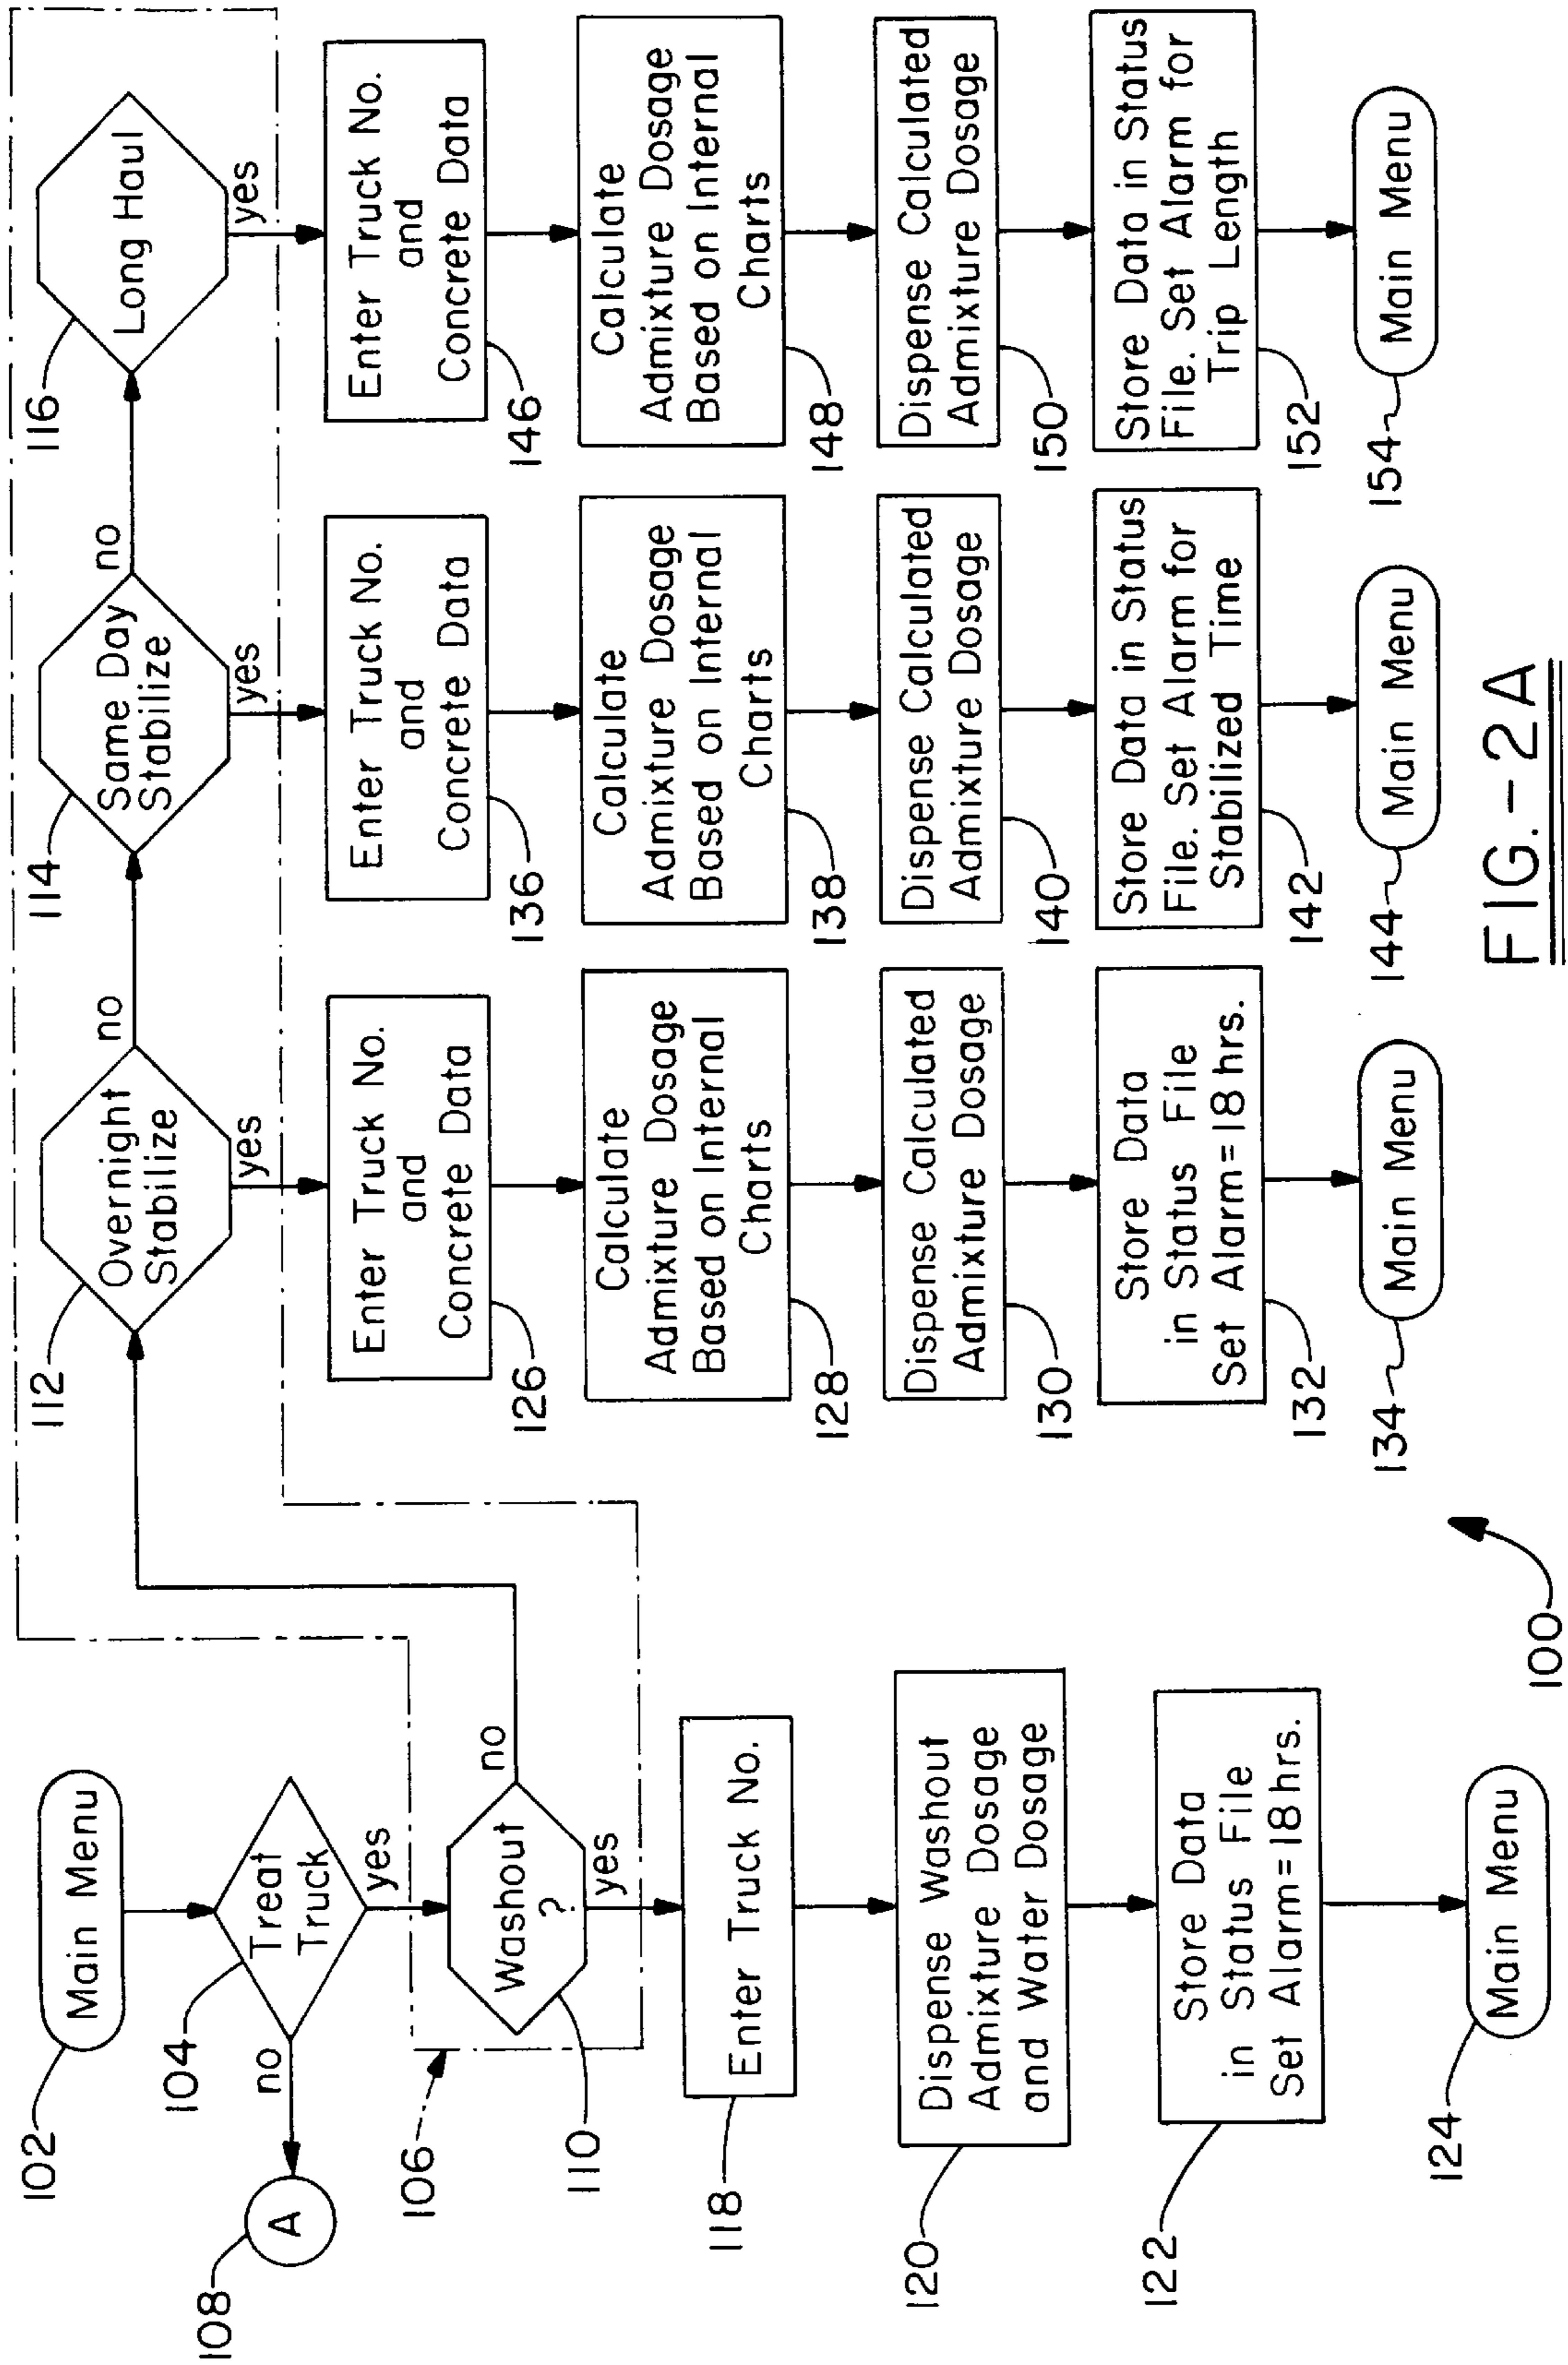 102
Main Menu
104
Treat
Truck
no
yes
108
A
106
110
Washout
?
no
yes
118
Enter Truck No.
120
Dispense Washout
Admixture Dosage
and Water Dosage
122
Store Data
in Status File
Set Alarm=18hrs.
124
Main Menu
112
Overnight
Stabilize
no
yes
Enter Truck No.
and
Concrete Data
126
Calculate
Admixture Dosage
Based on Internal
Charts
128
Dispense Calculated
Admixture Dosage
130
Store Data
in Status File
Set Alarm=18 hrs.
132
Main Menu
134
114
Same Day
Stabilize
no
yes
Enter Truck No.
and
Concrete Data
136
Calculate
Admixture Dosage
Based on Internal
Charts
138
Dispense Calculated
Admixture Dosage
140
Store Data in Status
File. Set Alarm for
Stabilized Time
142
Main Menu
144
116
Long Haul
yes
Enter Truck No.
and
Concrete Data
146
Calculate
Admixture Dosage
Based on Internal
Charts
148
Dispense Calculated
Admixture Dosage
150
Store Data in Status
File. Set Alarm for
Trip Length
152
Main Menu
154
100
FIG.-2A